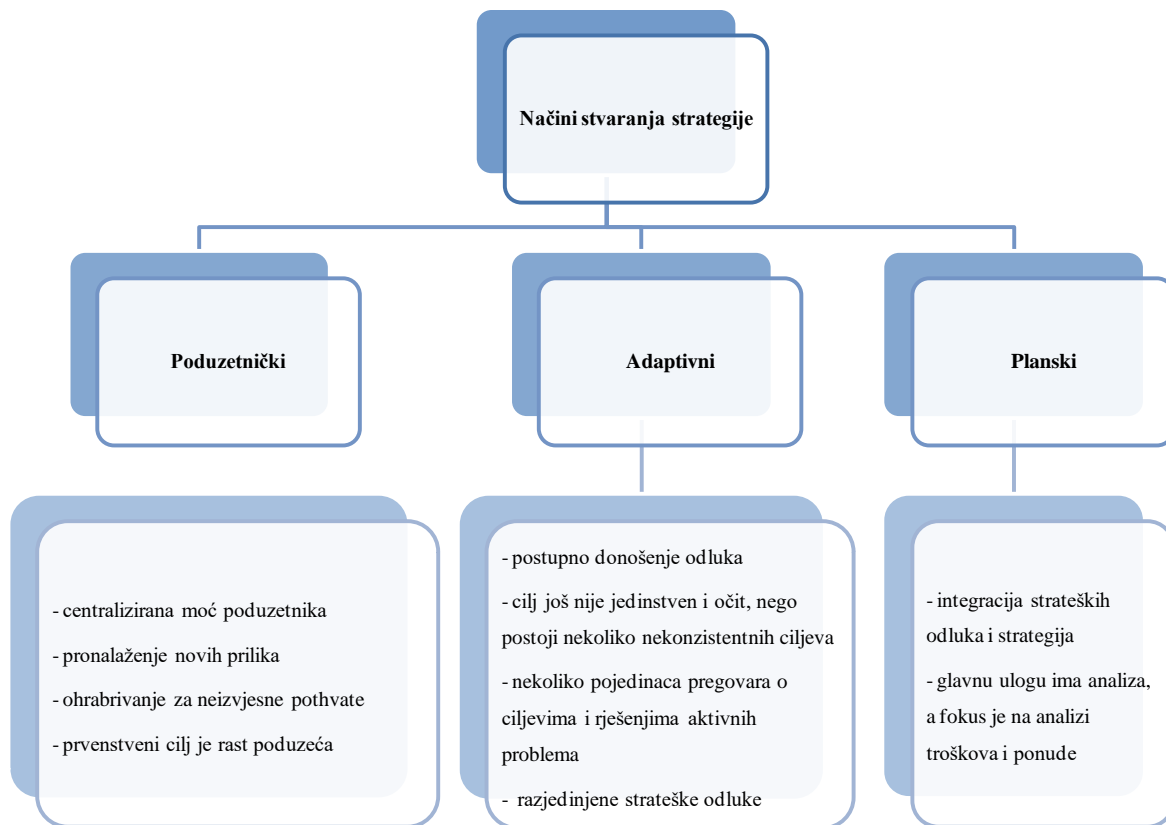 Načini stvaranja strategije
Poduzetnički
Adaptivni
Planski
- centralizirana moć poduzetnika
- pronalaženje novih prilika
- ohrabrivanje za neizvjesne pothvate
- prvenstveni cilj je rast poduzeća
- postupno donošenje odluka
- cilj još nije jedinstven i očit, nego
postoji nekoliko nekonzistentnih ciljeva
- nekoliko pojedinaca pregovara o
ciljevima i rješenjima aktivnih
problema
- razjedinjene strateške odluke
- integracija strateških
odluka i strategija
- glavnu ulogu ima analiza,
a fokus je na analizi
troškova i ponude